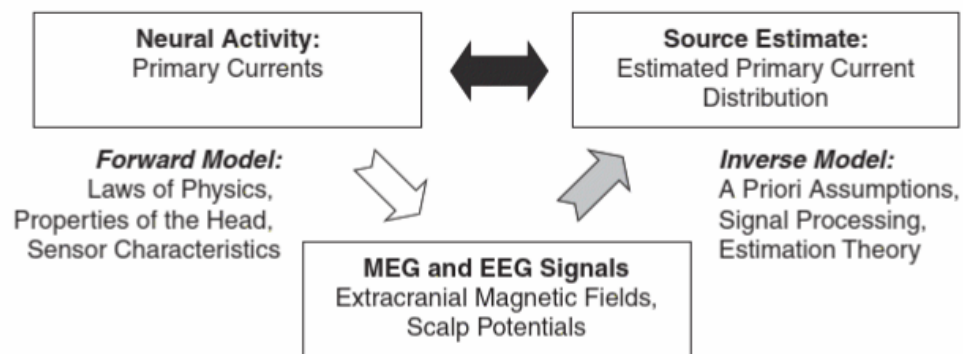 Neural Activity:
Primary Currents
Source Estimate:
Estimated Primary Current
Distribution
Forward Model:
Laws of Physics,
Properties of the Head,
Sensor Characteristics
Inverse Model:
A Priori Assumptions,
Signal Processing,
Estimation Theory
MEG and EEG Signals
Extracranial Magnetic Fields,
Scalp Potentials